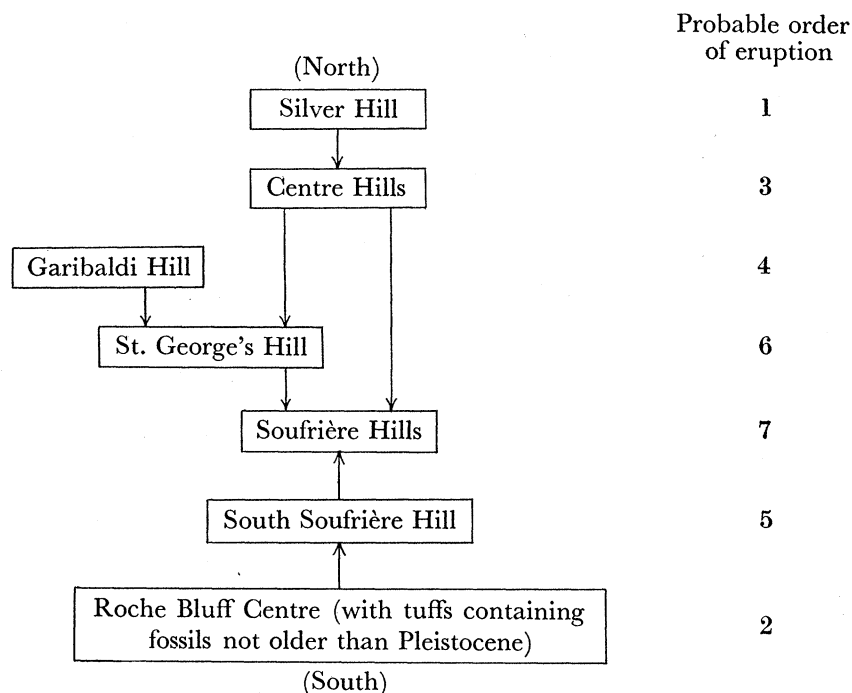 Probable order
of eruption
(North)
Silver Hill 1
Centre Hills 3
Garibaldi Hill 4
St. George's Hill 6
Soufrière Hills 7
South Soufrière Hill 5
Roche Bluff Centre (with tuffs containing
fossils not older than Pleistocene) 2
(South)